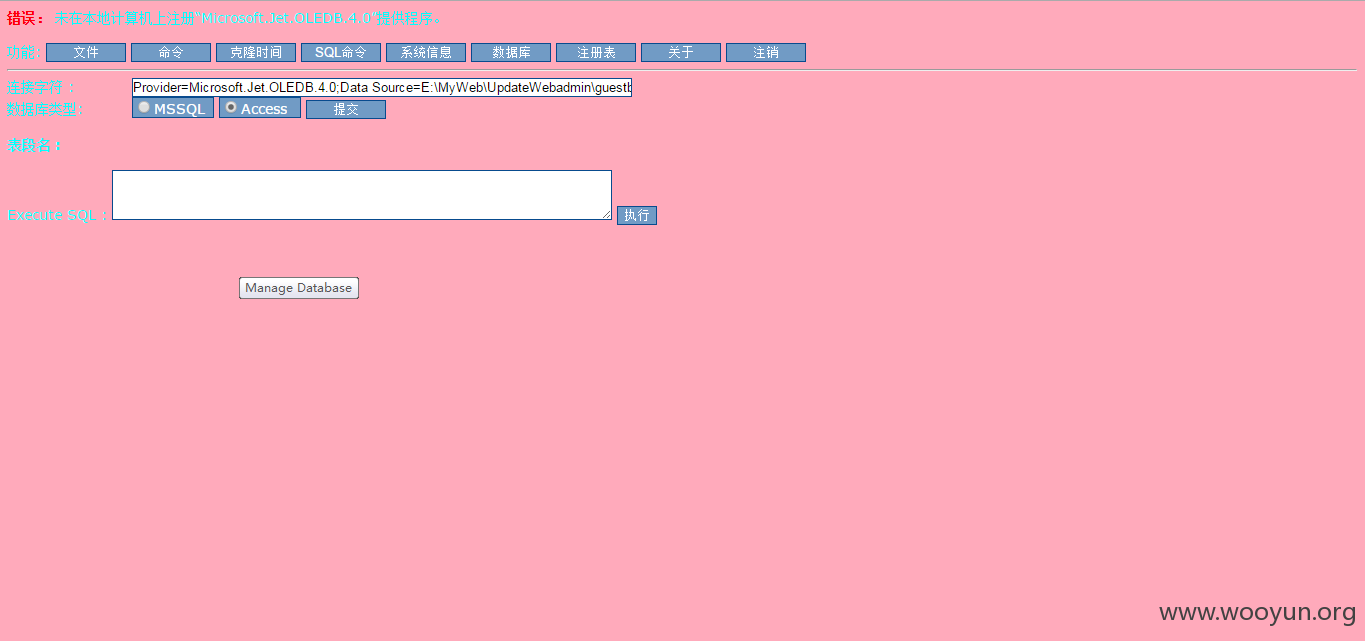 错误： 未在本地计算机上注册“Microsoft.Jet.OLEDB.4.0”提供程序。
功能: 文件 命令 克隆时间 SQL命令 系统信息 数据库 注册表 关于 注销
连接字符 : Provider=Microsoft.Jet.OLEDB.4.0;Data Source=E:\MyWeb\UpdateWebadmin\guestb
数据库类型: MSSQL Access 提交
表段名 :
Execute SQL : 执行
Manage Database
www.wooyun.org